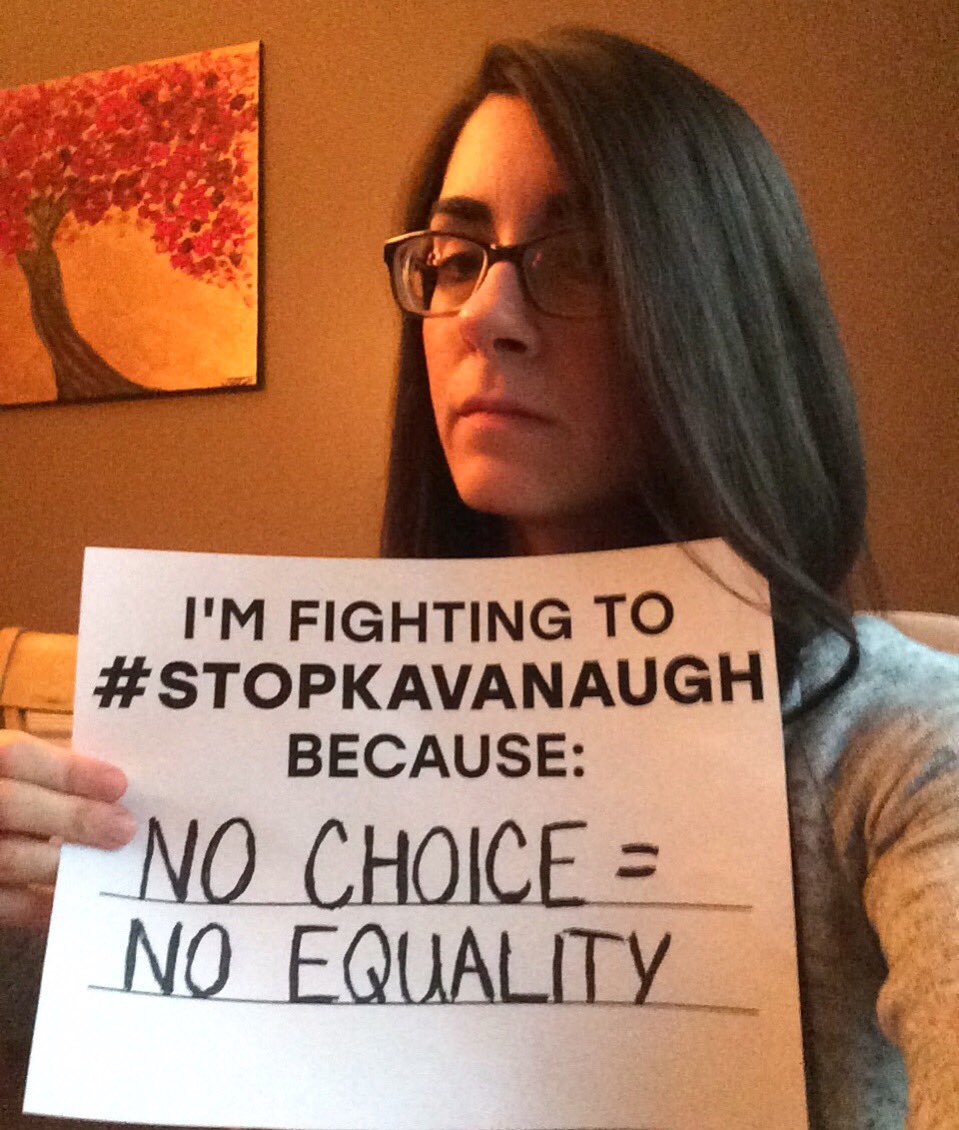 I'M FIGHTING TO
#STOPKAVANAUGH
BECAUSE:
NO CHOICE =
NO EQUALITY